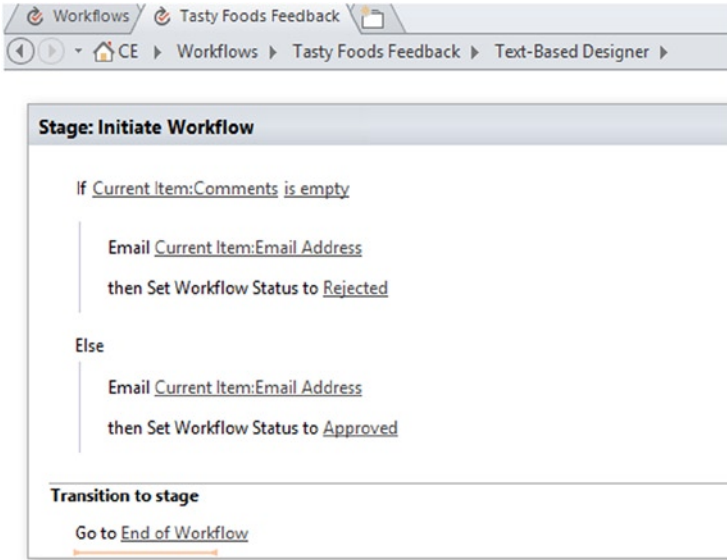 Workflows Tasty Foods Feedback
CE Workflows Tasty Foods Feedback Text-Based Designer
Stage: Initiate Workflow
If Current Item:Comments is empty
Email Current Item:Email Address
then Set Workflow Status to Rejected
Else
Email Current Item:Email Address
then Set Workflow Status to Approved
Transition to stage
Go to End of Workflow